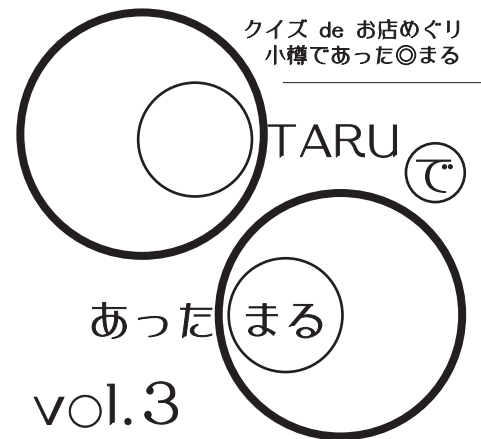 クイズ de お店めぐり
小樽であった◎まる
OTARUで
あった まる
vol.3